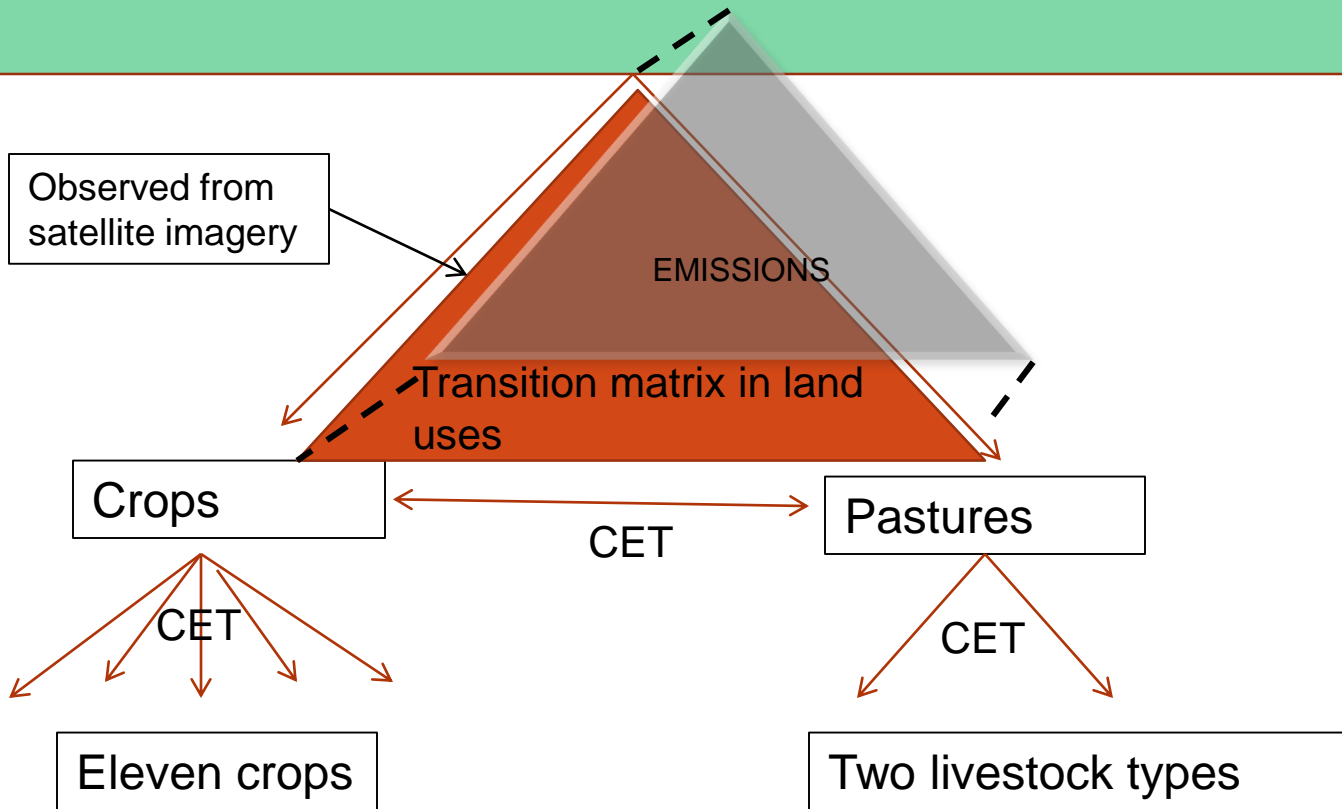 Observed from
satellite imagery
EMISSIONS
Transition matrix in land
uses
Crops
Pastures
CET
CET
CET
Eleven crops
Two livestock types